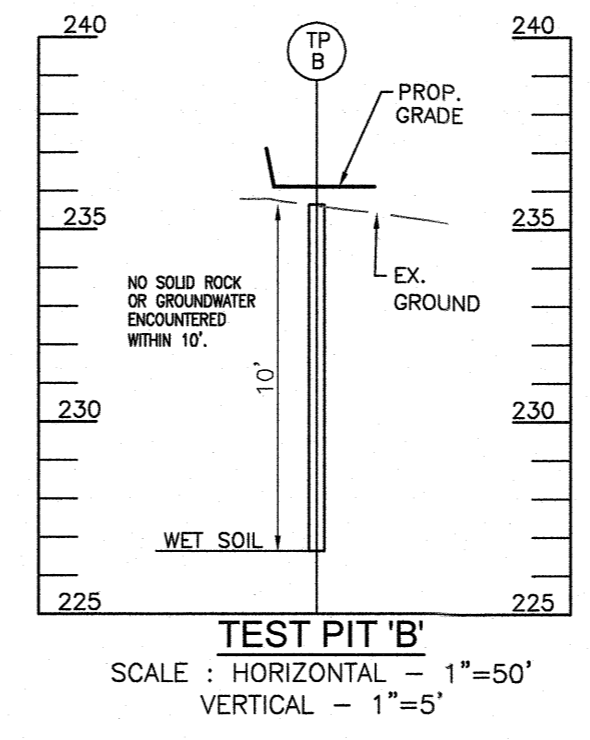 240
240
TP
B
PROP.
GRADE
235
235
NO SOLID ROCK
OR GROUNDWATER
ENCOUNTERED
WITHIN 10'.
EX.
GROUND
10'
230
230
WET SOIL
225
225
TEST PIT 'B'
SCALE : HORIZONTAL – 1"=50'
VERTICAL – 1"=5'